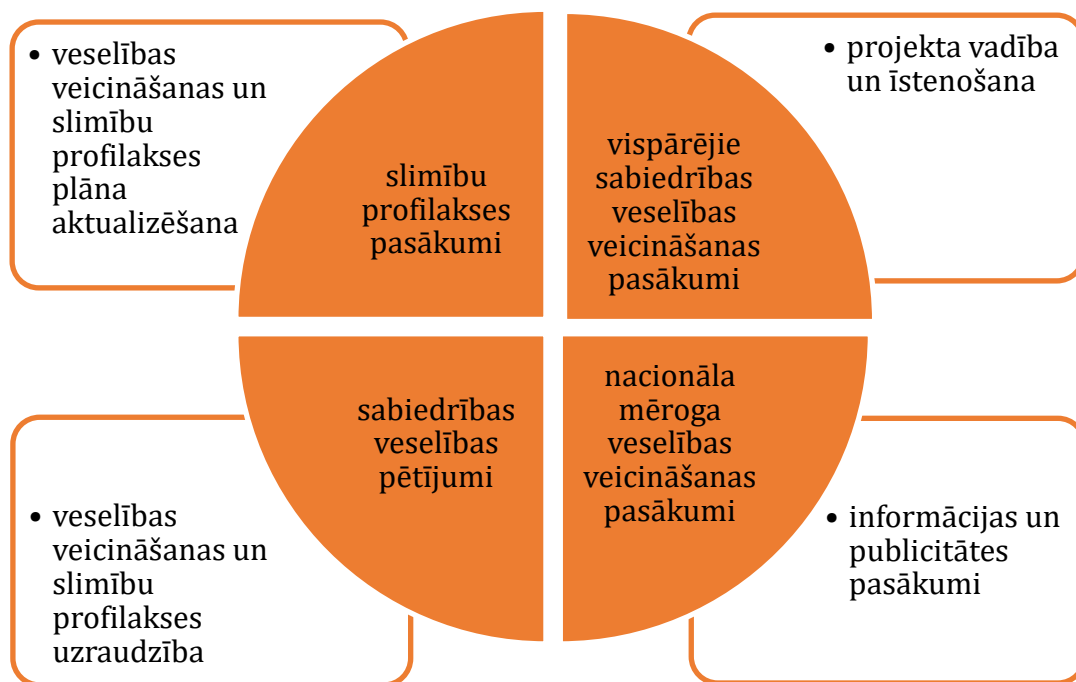 • veselības
veicināšanas un
slimību
profilakses
plāna
aktualizēšana
slimību
profilakses
pasākumi
vispārējie
sabiedrības
veselības
veicināšanas
pasākumi
• projekta vadība
un īstenošana
• veselības
veicināšanas un
slimību
profilakses
uzraudzība
sabiedrības
veselības
pētījumi
nacionāla
mēroga
veselības
veicināšanas
pasākumi
• informācijas un
publicitātes
pasākumi